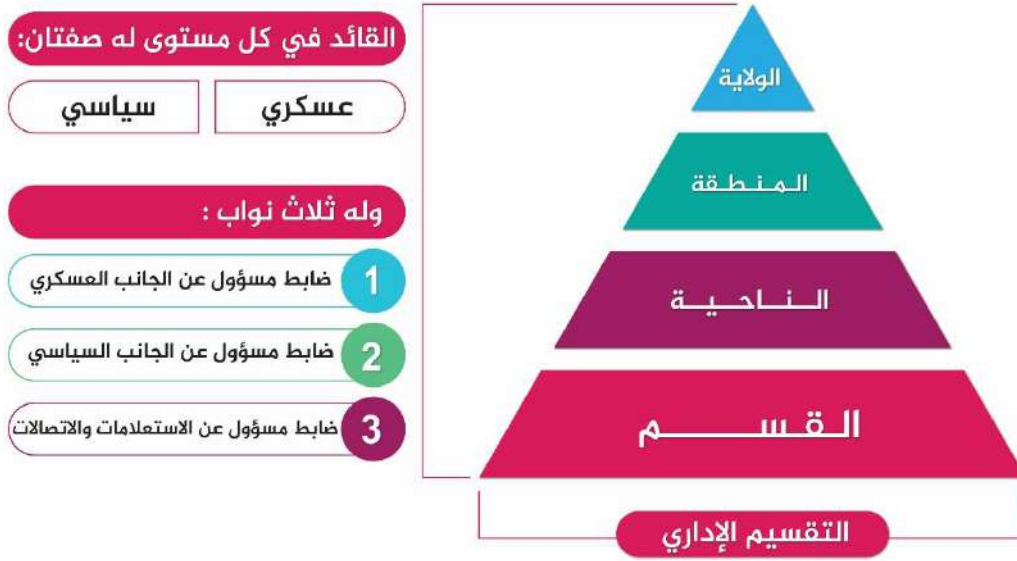 القائد في كل مستوى له صفتان:
عسكري
سياسي
وله ثلاث نواب :
1 ضابط مسؤول عن الجانب العسكري
2 ضابط مسؤول عن الجانب السياسي
3 ضابط مسؤول عن الاستعلامات والاتصالات
الولاية
المنطقة
الناحية
القسم
التقسيم الإداري